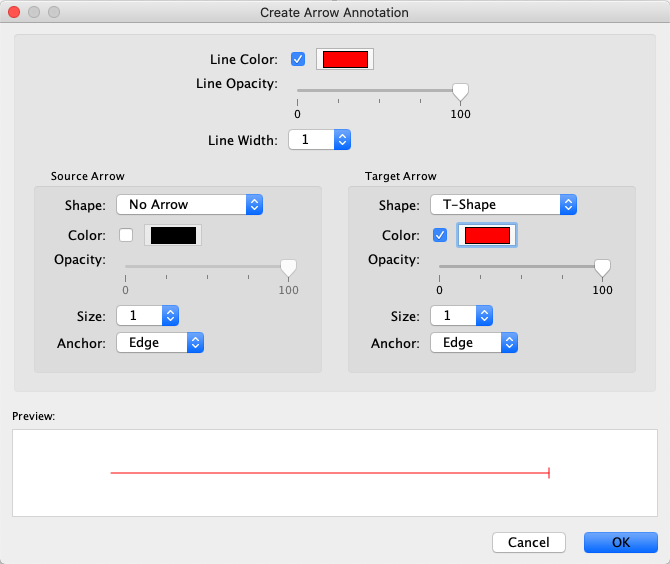 Create Arrow Annotation
Line Color:
Line Opacity:
0 100
Line Width: 1
Source Arrow
Shape: No Arrow
Color:
Opacity:
0 100
Size: 1
Anchor: Edge
Target Arrow
Shape: T-Shape
Color:
Opacity:
0 100
Size: 1
Anchor: Edge
Preview:
Cancel OK